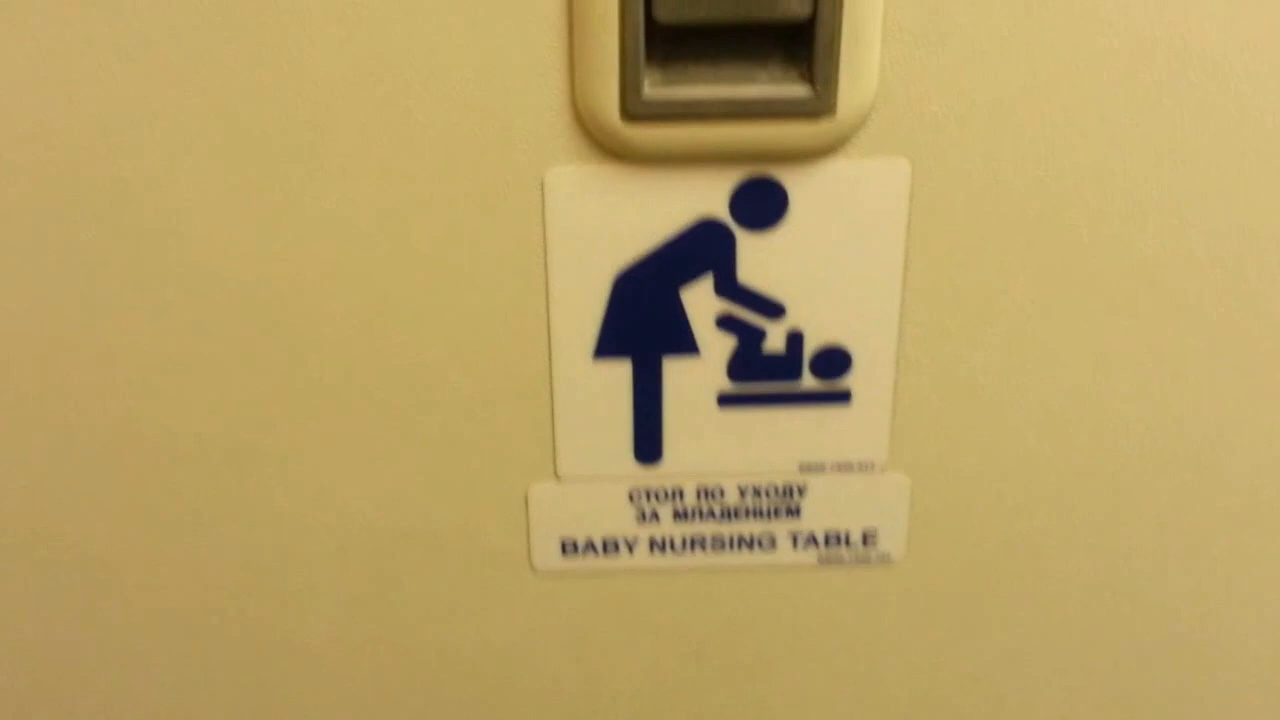 СТОЛ ПО УХОДУ
ЗА МЛАДЕНЦЕМ
BABY NURSING TABLE